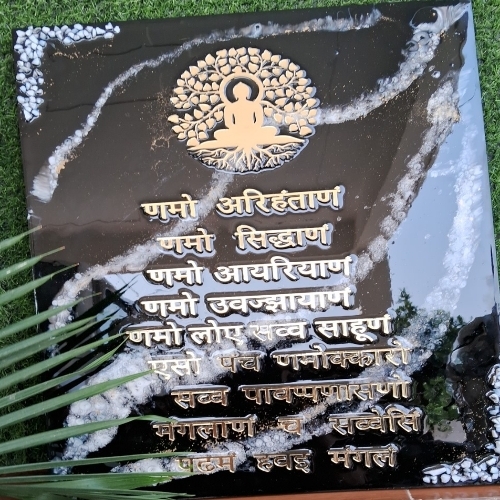 णमो अरिहंताणं
णमो सिद्धाणं
णमो आयरियाणं
णमो उवज्झायाणं
णमो लोए सव्व साहूणं
एसो पंच णमोक्कारो
सव्व पावप्पणासणो
मंगलाणं च सव्वेसिं
पढमं हवइ मंगलं